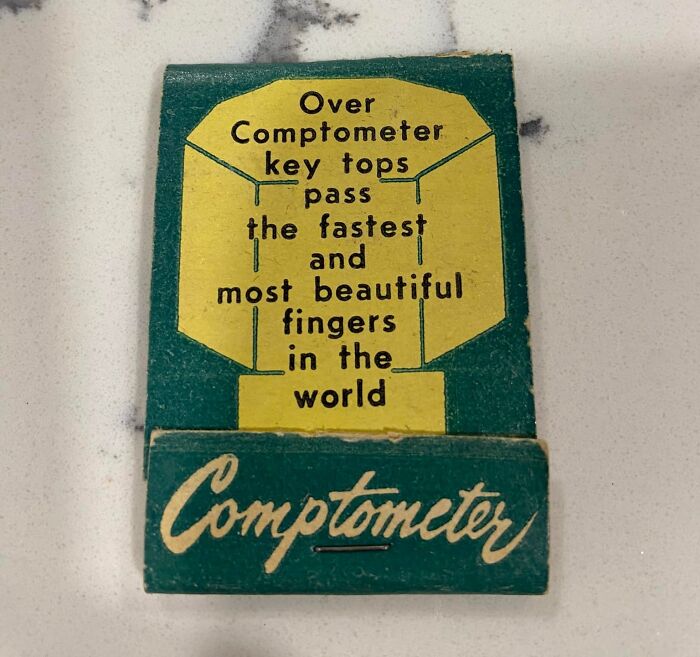 Over
Comptometer
key tops
pass
the fastest
and
most beautiful
fingers
in the
world
Comptometer